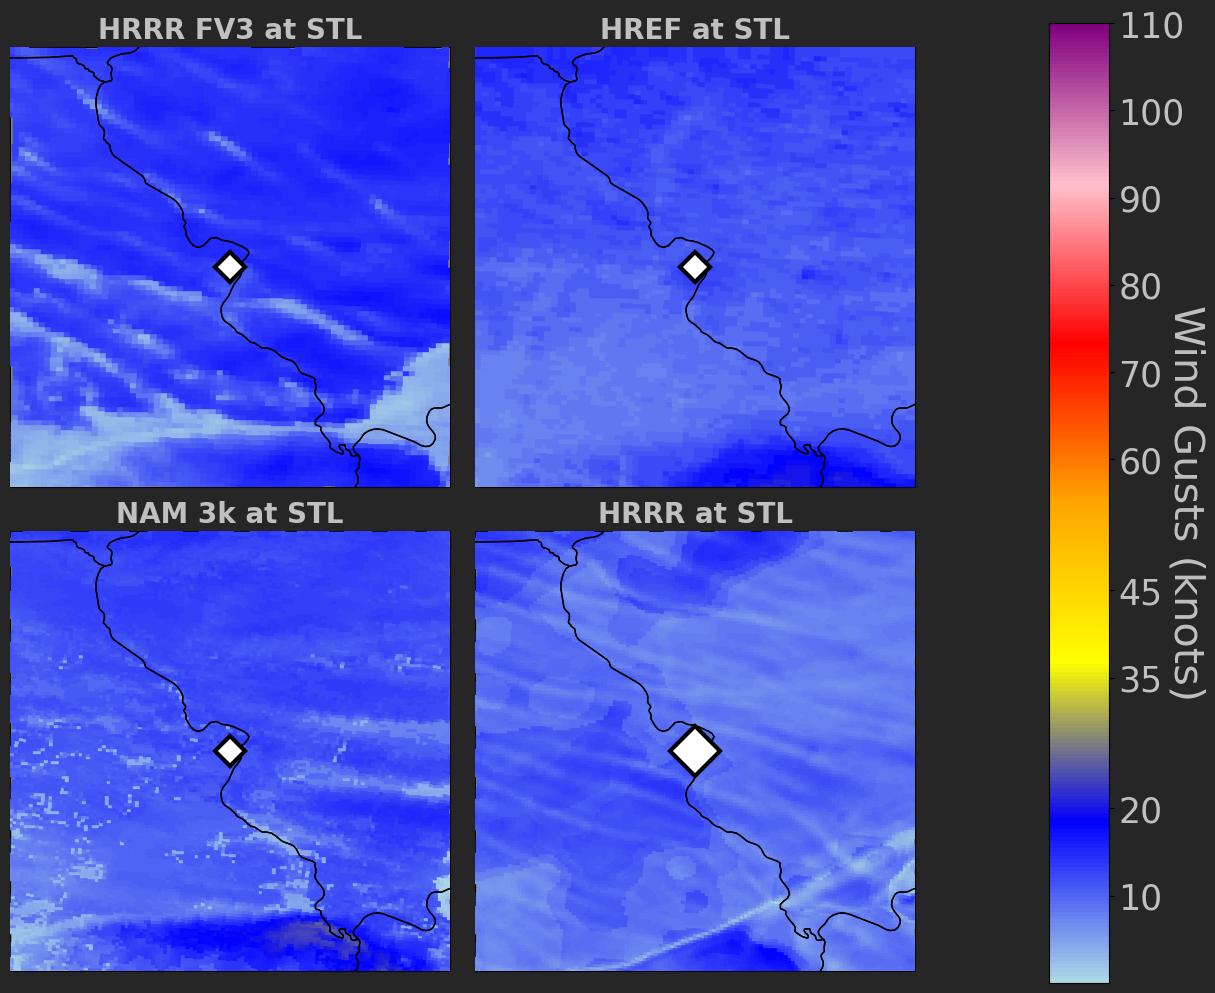 HRRR FV3 at STL
HREF at STL
NAM 3k at STL
HRRR at STL
110
100
90
80
70
60
45
35
20
10
Wind Gusts (knots)